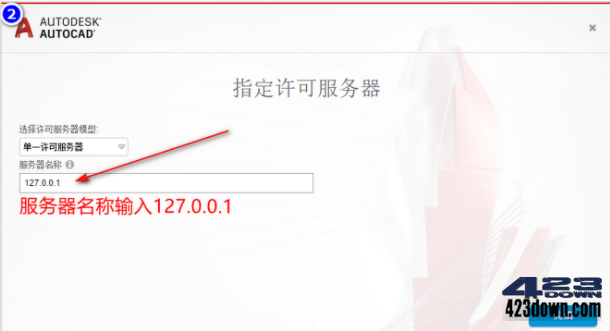 2
AUTODESK®
AUTOCAD®
指定许可服务器
选择许可服务器模型:
单一许可服务器
服务器名称
127.0.0.1
服务器名称输入127.0.0.1
423
DOWN
423down.com